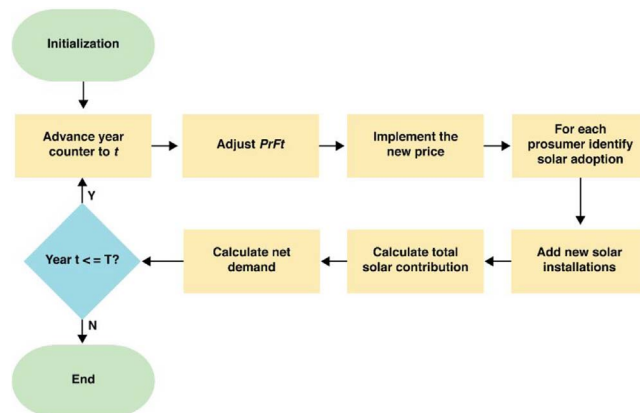 Initialization
Advance year
counter to t
Adjust PrFt
Implement the
new price
For each
prosumer identify
solar adoption
Y
Year t <= T?
Calculate net
demand
Calculate total
solar contribution
Add new solar
installations
N
End